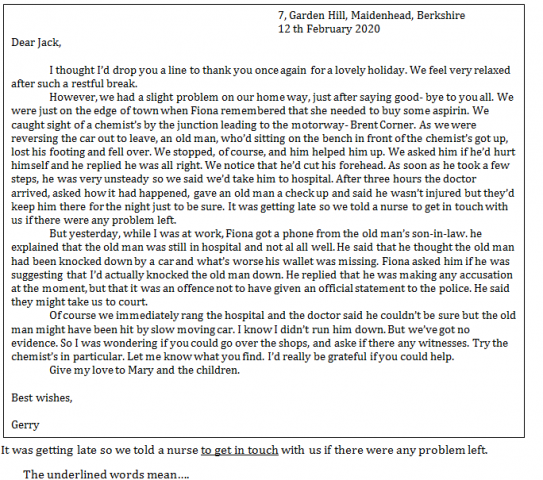 7, Garden Hill, Maidenhead, Berkshire
12 th February 2020
Dear Jack,
I thought I'd drop you a line to thank you once again for a lovely holiday. We feel very relaxed
after such a restful break.
However, we had a slight problem on our home way, just after saying good- bye to you all. We
were just on the edge of town when Fiona remembered that she needed to buy some aspirin. We
caught sight of a chemist's by the junction leading to the motorway- Brent Corner. As we were
reversing the car out to leave, an old man, who'd sitting on the bench in front of the chemist's got up,
lost his footing and fell over. We stopped, of course, and him helped him up. We asked him if he'd hurt
himself and he replied he was all right. We notice that he'd cut his forehead. As soon as he took a few
steps, he was very unsteady so we said we'd take him to hospital. After three hours the doctor
arrived, asked how it had happened, gave an old man a check up and said he wasn't injured but they'd
keep him there for the night just to be sure. It was getting late so we told a nurse to get in touch with
us if there were any problem left.
But yesterday, while I was at work, Fiona got a phone from the old man's son-in-law. he
explained that the old man was still in hospital and not al all well. He said that he thought the old man
had been knocked down by a car and what's worse his wallet was missing. Fiona asked him if he was
suggesting that I'd actually knocked the old man down. He replied that he was making any accusation
at the moment, but that it was an offence not to have given an official statement to the police. He said
they might take us to court.
Of course we immediately rang the hospital and the doctor said he couldn't be sure but the old
man might have been hit by slow moving car. I know I didn't run him down. But we've got no
evidence. So I was wondering if you could go over the shops, and aske if there any witnesses. Try the
chemist's in particular. Let me know what you find. I'd really be grateful if you could help.
Give my love to Mary and the children.
Best wishes,
Gerry
It was getting late so we told a nurse to get in touch with us if there were any problem left.
The underlined words mean....